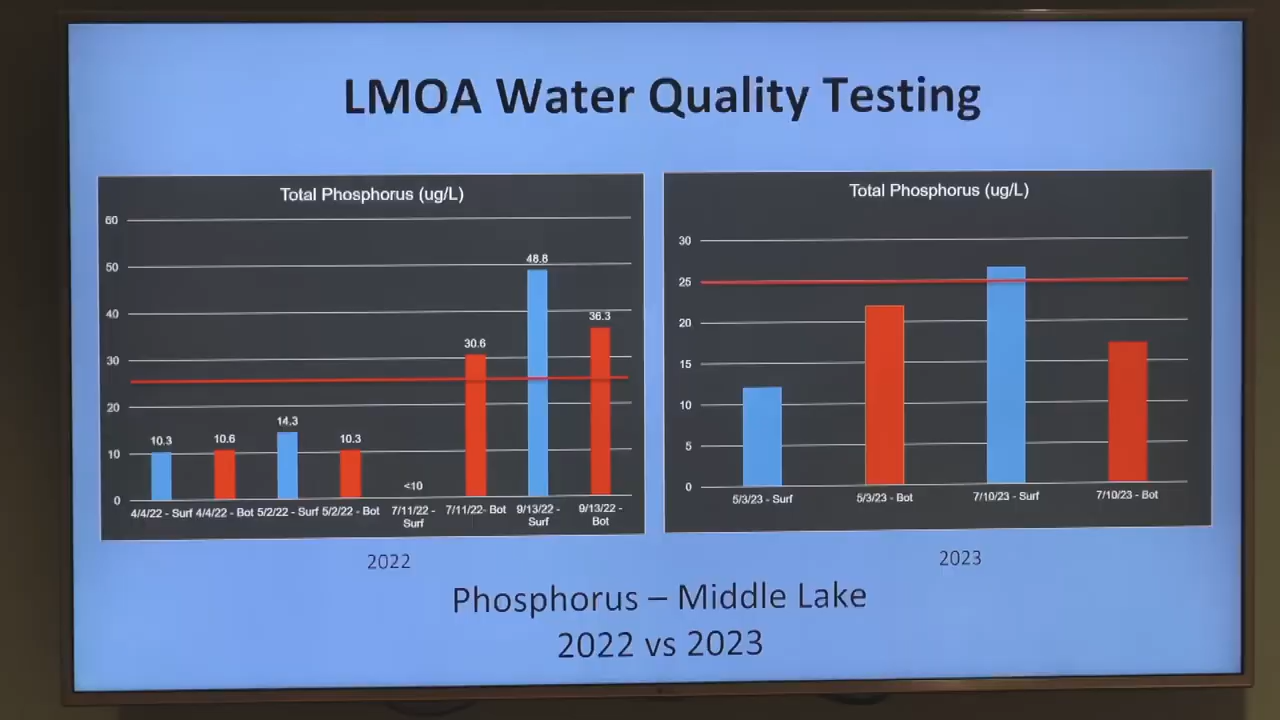 LMOA Water Quality Testing
Total Phosphorus (ug/L)
60
50
40
30
20
10
0
10.3
10.6
14.3
10.3
<10
30.6
48.8
36.3
4/4/22 - Surf
4/4/22 - Bot
5/2/22 - Surf
5/2/22 - Bot
7/11/22 -
Surf
7/11/22- Bot
9/13/22 -
Surf
9/13/22 -
Bot
2022
Total Phosphorus (ug/L)
30
25
20
15
10
5
0
5/3/23 - Surf
5/3/23 - Bot
7/10/23 - Surf
7/10/23 - Bot
2023
Phosphorus – Middle Lake
2022 vs 2023